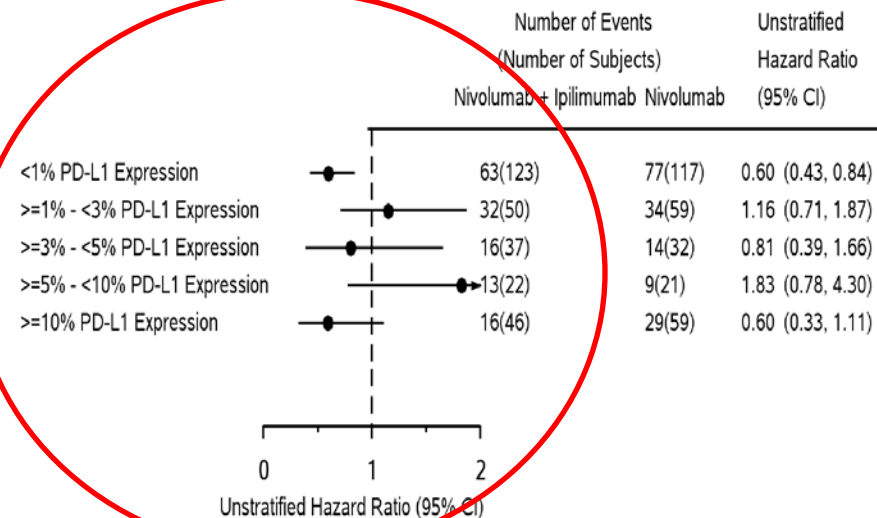 Number of Events Unstratified
(Number of Subjects) Hazard Ratio
Nivolumab + Ipilimumab Nivolumab (95% CI)
<1% PD-L1 Expression 63(123) 77(117) 0.60 (0.43, 0.84)
>=1% - <3% PD-L1 Expression 32(50) 34(59) 1.16 (0.71, 1.87)
>=3% - <5% PD-L1 Expression 16(37) 14(32) 0.81 (0.39, 1.66)
>=5% - <10% PD-L1 Expression 13(22) 9(21) 1.83 (0.78, 4.30)
>=10% PD-L1 Expression 16(46) 29(59) 0.60 (0.33, 1.11)
0 1 2
Unstratified Hazard Ratio (95% CI)